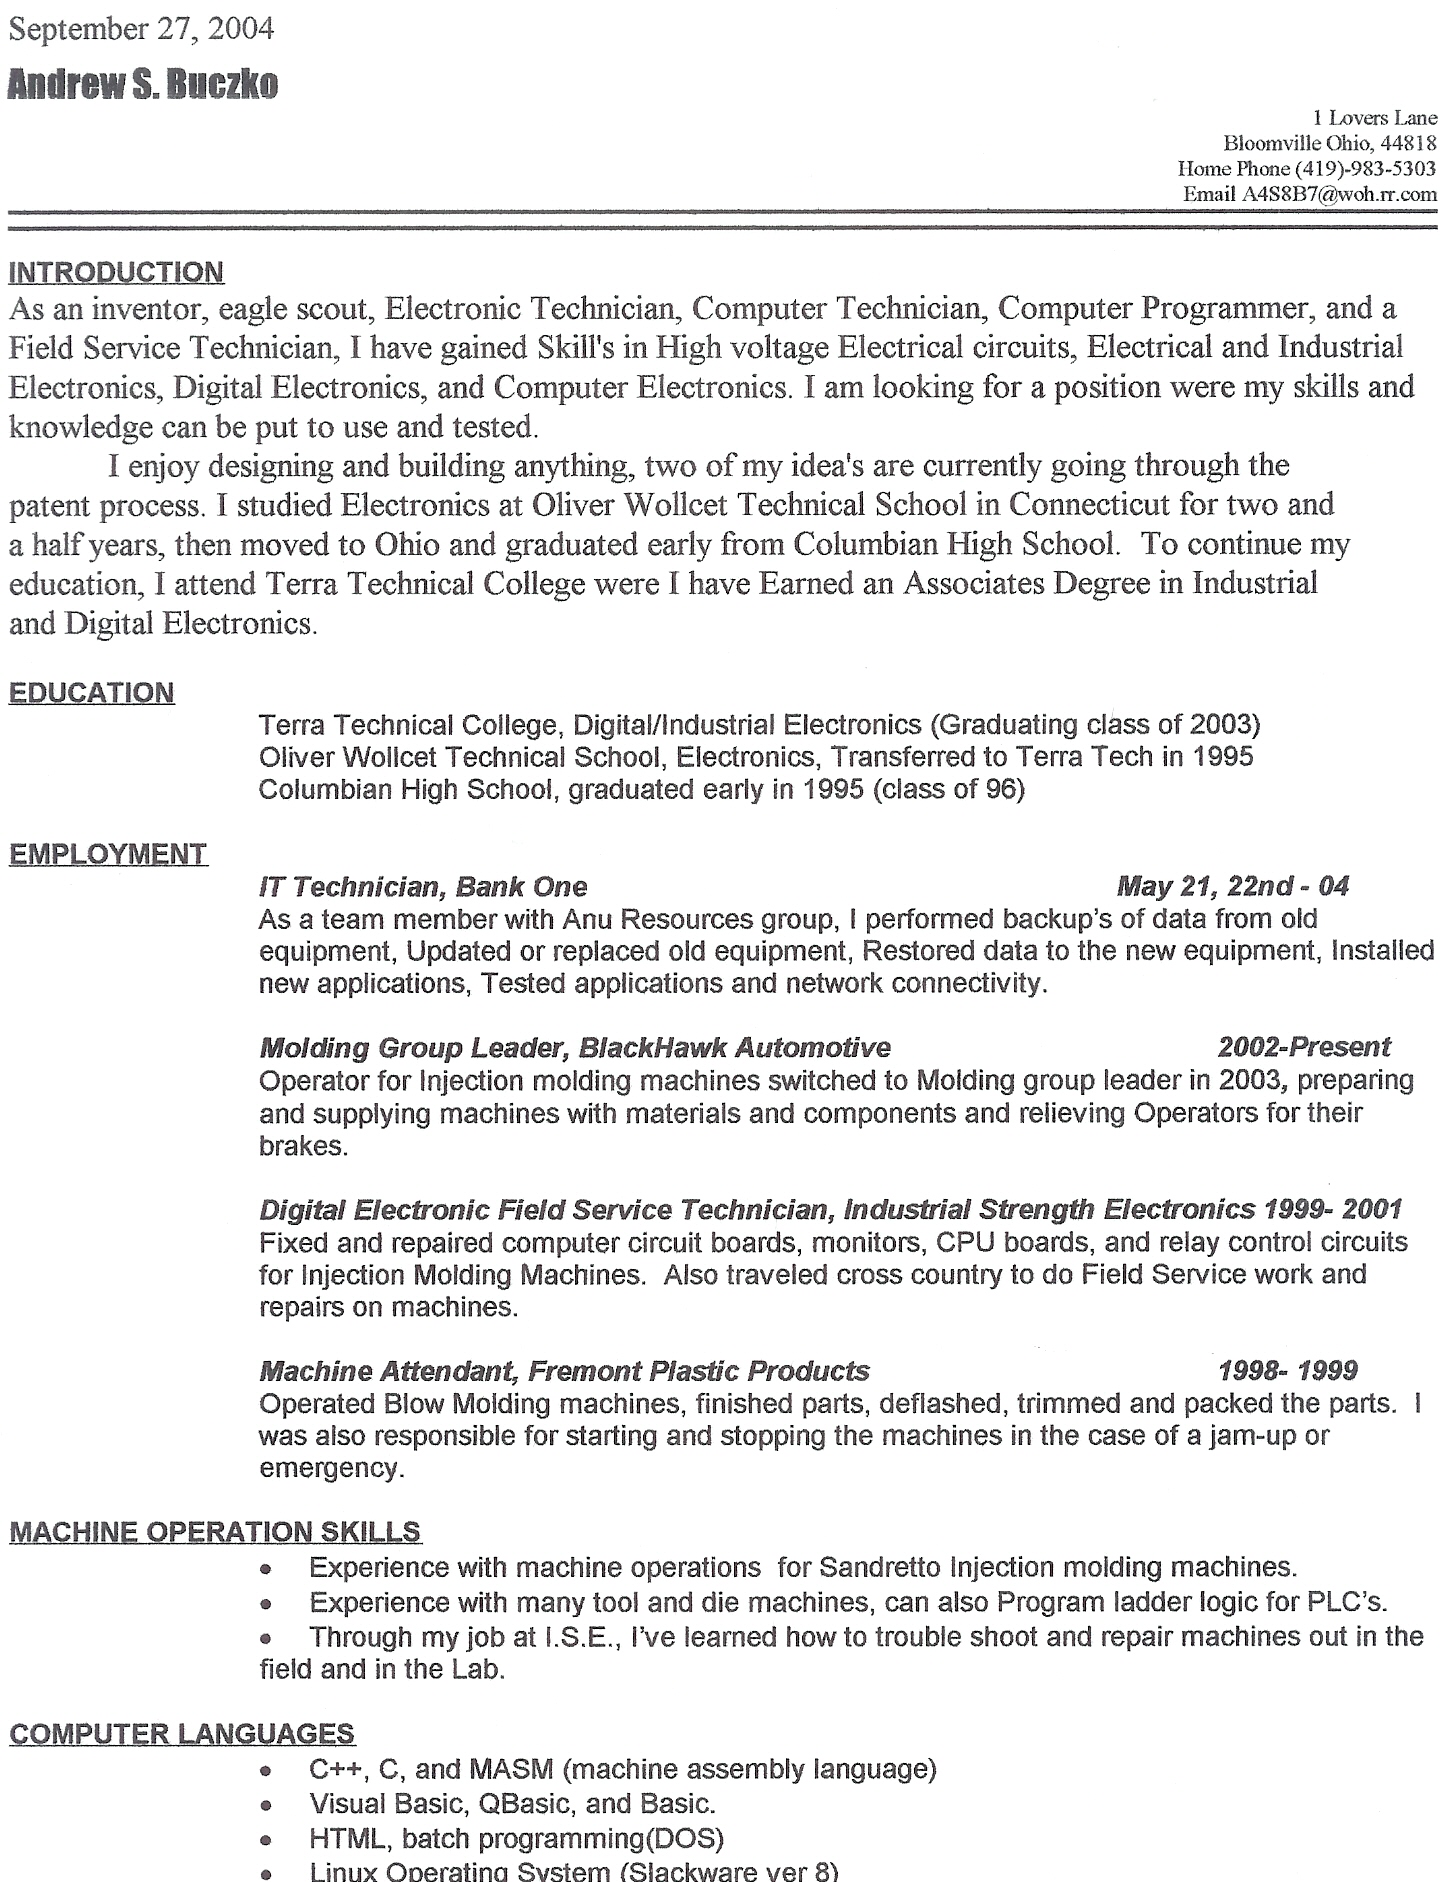 September 27, 2004
Andrew S. Buczko
1 Lovers Lane
Bloomville Ohio, 44818
Home Phone (419)-983-5303
Email A4S8B7@woh.rr.com
INTRODUCTION
As an inventor, eagle scout, Electronic Technician, Computer Technician, Computer Programmer, and a
Field Service Technician, I have gained Skill's in High voltage Electrical circuits, Electrical and Industrial
Electronics, Digital Electronics, and Computer Electronics. I am looking for a position were my skills and
knowledge can be put to use and tested.
I enjoy designing and building anything, two of my idea's are currently going through the
patent process. I studied Electronics at Oliver Wollcet Technical School in Connecticut for two and
a half years, then moved to Ohio and graduated early from Columbian High School.  To continue my
education, I attend Terra Technical College were I have Earned an Associates Degree in Industrial
and Digital Electronics.
EDUCATION
Terra Technical College, Digital/Industrial Electronics (Graduating class of 2003)
Oliver Wollcet Technical School, Electronics, Transferred to Terra Tech in 1995
Columbian High School, graduated early in 1995 (class of 96)
EMPLOYMENT
IT Technician, Bank One May 21, 22nd - 04
As a team member with Anu Resources group, I performed backup's of data from old
equipment, Updated or replaced old equipment, Restored data to the new equipment, Installed
new applications, Tested applications and network connectivity.
Molding Group Leader, BlackHawk Automotive 2002-Present
Operator for Injection molding machines switched to Molding group leader in 2003, preparing
and supplying machines with materials and components and relieving Operators for their
brakes.
Digital Electronic Field Service Technician, Industrial Strength Electronics 1999- 2001
Fixed and repaired computer circuit boards, monitors, CPU boards, and relay control circuits
for Injection Molding Machines.  Also traveled cross country to do Field Service work and
repairs on machines.
Machine Attendant, Fremont Plastic Products 1998- 1999
Operated Blow Molding machines, finished parts, deflashed, trimmed and packed the parts.  I
was also responsible for starting and stopping the machines in the case of a jam-up or
emergency.
MACHINE OPERATION SKILLS
• Experience with machine operations  for Sandretto Injection molding machines.
• Experience with many tool and die machines, can also Program ladder logic for PLC's.
• Through my job at I.S.E., I've learned how to trouble shoot and repair machines out in the
field and in the Lab.
COMPUTER LANGUAGES
• C++, C, and MASM (machine assembly language)
• Visual Basic, QBasic, and Basic.
• HTML, batch programming(DOS)
• Linux Operating System (Slackware ver 8)